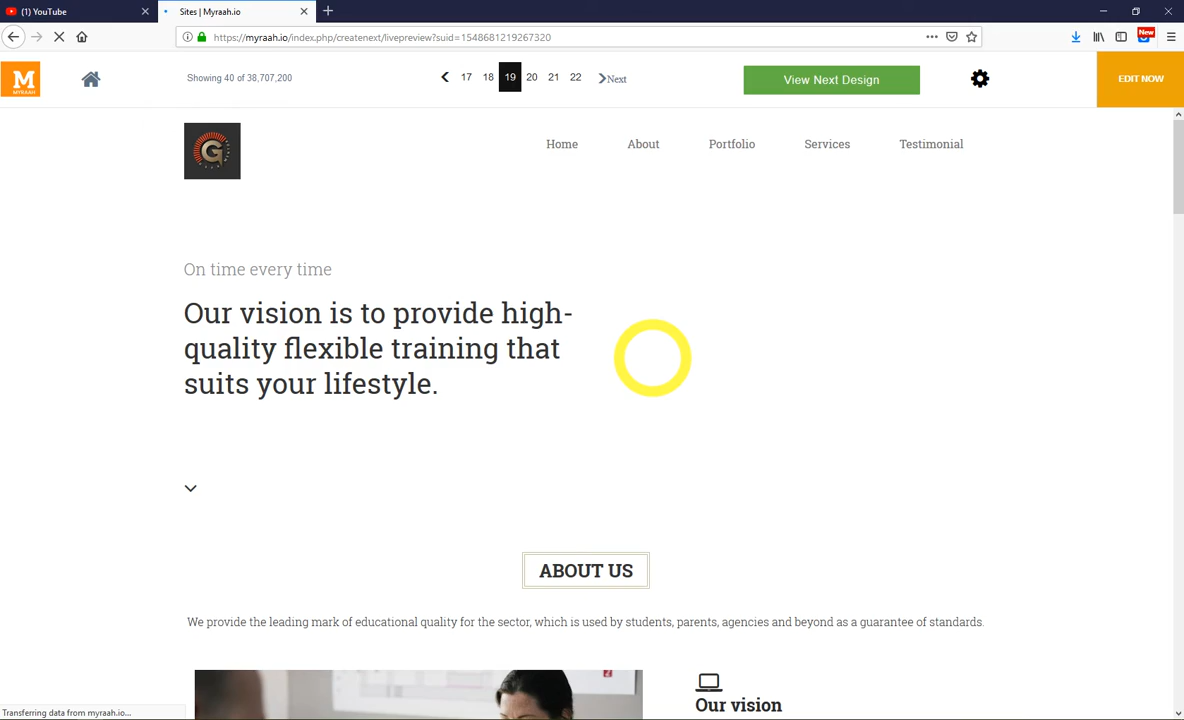 (1) YouTube
Sites | Myraah.io
https://myraah.io/index.php/createnext/livepreview?suid=1548681219267320
New
M
MYRAAH
Showing 40 of 38,707,200
17 18 19 20 21 22 Next
View Next Design
EDIT NOW
G
Home About Portfolio Services Testimonial
On time every time
Our vision is to provide high-
quality flexible training that
suits your lifestyle.
ABOUT US
We provide the leading mark of educational quality for the sector, which is used by students, parents, agencies and beyond as a guarantee of standards.
Our vision
Transferring data from myraah.io...